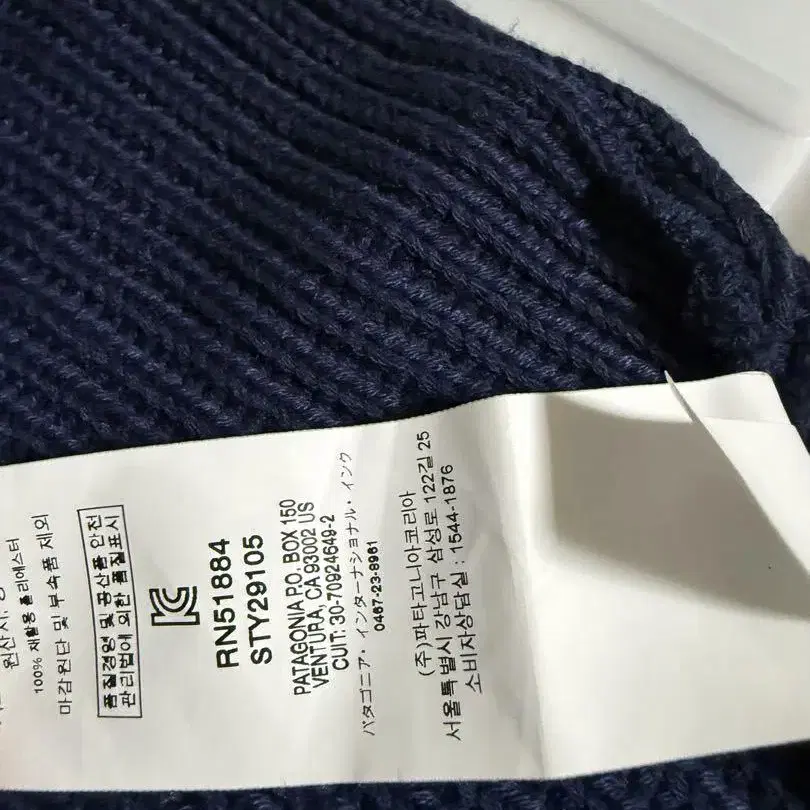 100% 재활용 폴리에스터
마감원단 및 부속품 제외
품질경영 및 공산품 안전
관리법에 의한 품질표시
RN51884
STY29105
PATAGONIA P.O. BOX 150
VENTURA, CA 93002 US
CUIT: 30-70924649-2
パタゴニア・インターナショナル・インク
0467-23-8961
(주)파타고니아코리아
서울특별시 강남구 삼성로 122길 25
소비자상담실 : 1544-1876